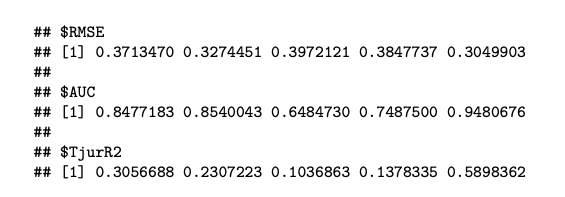 ## $RMSE
## [1] 0.3713470 0.3274451 0.3972121 0.3847737 0.3049903
##
## $AUC
## [1] 0.8477183 0.8540043 0.6484730 0.7487500 0.9480676
##
## $TjurR2
## [1] 0.3056688 0.2307223 0.1036863 0.1378335 0.5898362